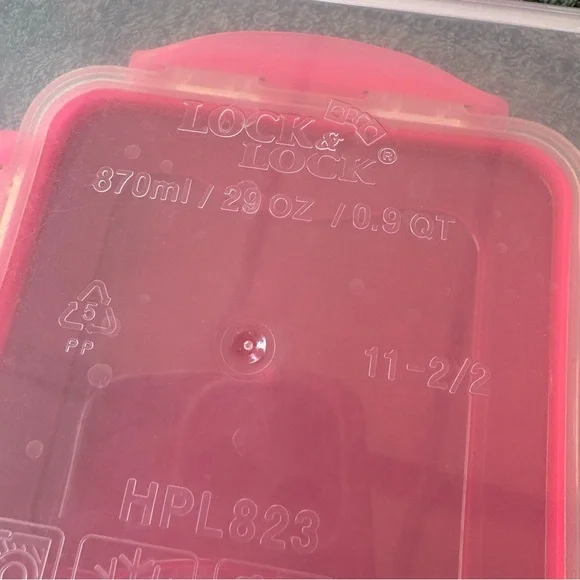 LOCK&
LOCK®
870ml / 29 OZ / 0.9 QT
5
PP
11-2/2
HPL823